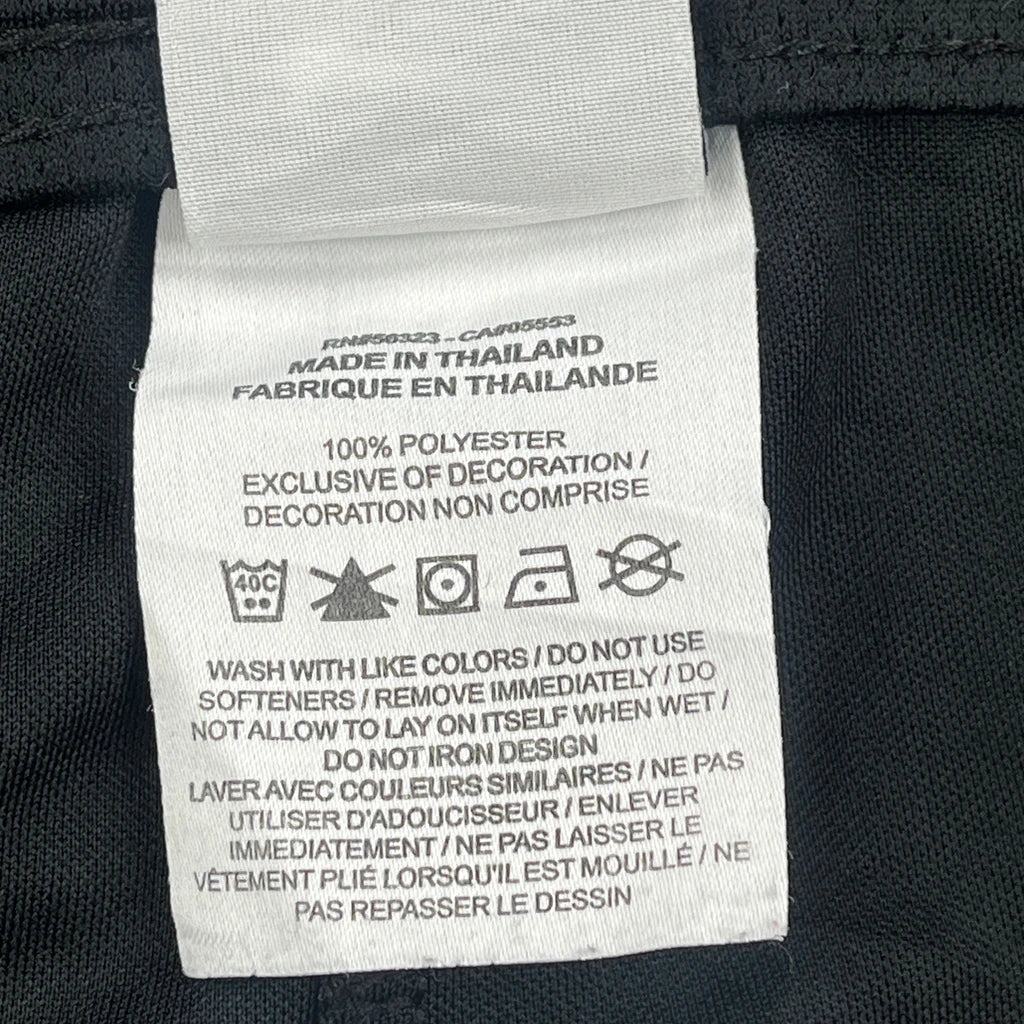 RN#56323 - CA#05553
MADE IN THAILAND
FABRIQUE EN THAILANDE
100% POLYESTER
EXCLUSIVE OF DECORATION /
DECORATION NON COMPRISE
40C
WASH WITH LIKE COLORS / DO NOT USE
SOFTENERS / REMOVE IMMEDIATELY / DO
NOT ALLOW TO LAY ON ITSELF WHEN WET /
DO NOT IRON DESIGN
LAVER AVEC COULEURS SIMILAIRES / NE PAS
UTILISER D'ADOUCISSEUR / ENLEVER
IMMEDIATEMENT / NE PAS LAISSER LE
VÊTEMENT PLIÉ LORSQU'IL EST MOUILLÉ / NE
PAS REPASSER LE DESSIN